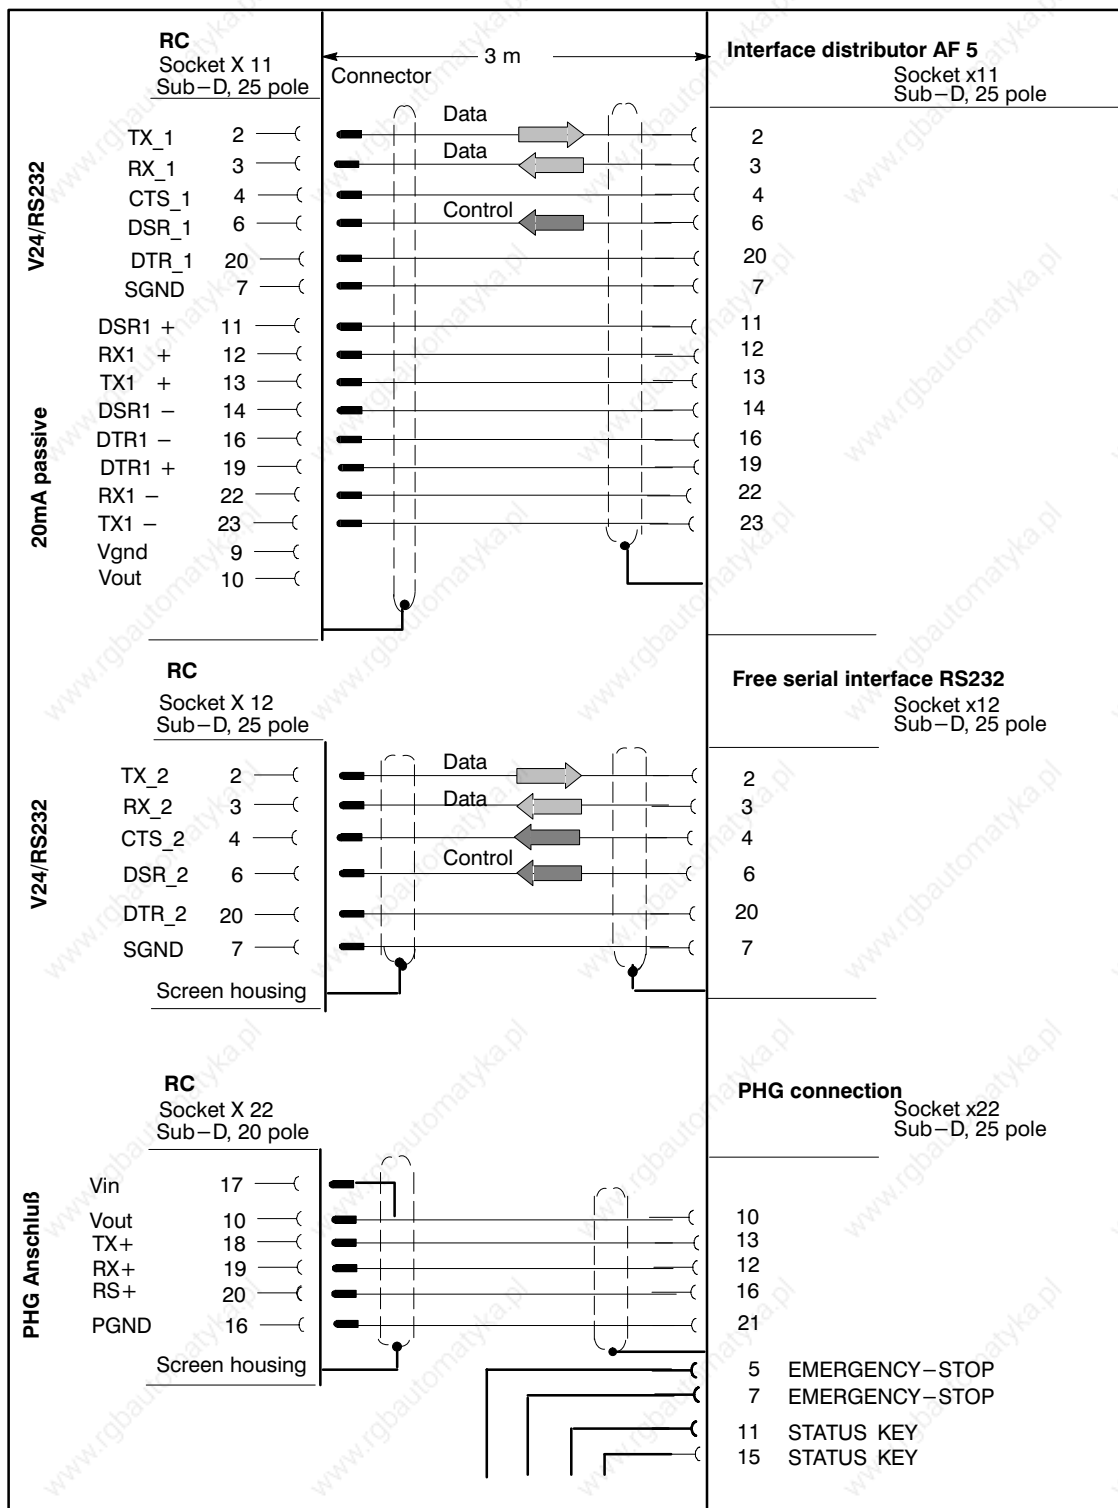 RC
Socket X 11
Sub-D, 25 pole
3 m
Connector
Interface distributor AF 5
Socket x11
Sub-D, 25 pole
V24/RS232
TX_1 2 Data 2
RX_1 3 Data 3
CTS_1 4 4
DSR_1 6 Control 6
DTR_1 20 20
SGND 7 7
20mA passive
DSR1 + 11 11
RX1 + 12 12
TX1 + 13 13
DSR1 - 14 14
DTR1 - 16 16
DTR1 + 19 19
RX1 - 22 22
TX1 - 23 23
Vgnd 9
Vout 10
RC
Socket X 12
Sub-D, 25 pole
Free serial interface RS232
Socket x12
Sub-D, 25 pole
V24/RS232
TX_2 2 Data 2
RX_2 3 Data 3
CTS_2 4 4
DSR_2 6 Control 6
DTR_2 20 20
SGND 7 7
Screen housing
RC
Socket X 22
Sub-D, 20 pole
PHG connection
Socket x22
Sub-D, 25 pole
PHG Anschluß
Vin 17
Vout 10 10
TX+ 18 13
RX+ 19 12
RS+ 20 16
PGND 16 21
Screen housing
5 EMERGENCY-STOP
7 EMERGENCY-STOP
11 STATUS KEY
15 STATUS KEY
www.rgbautomatyka.pl